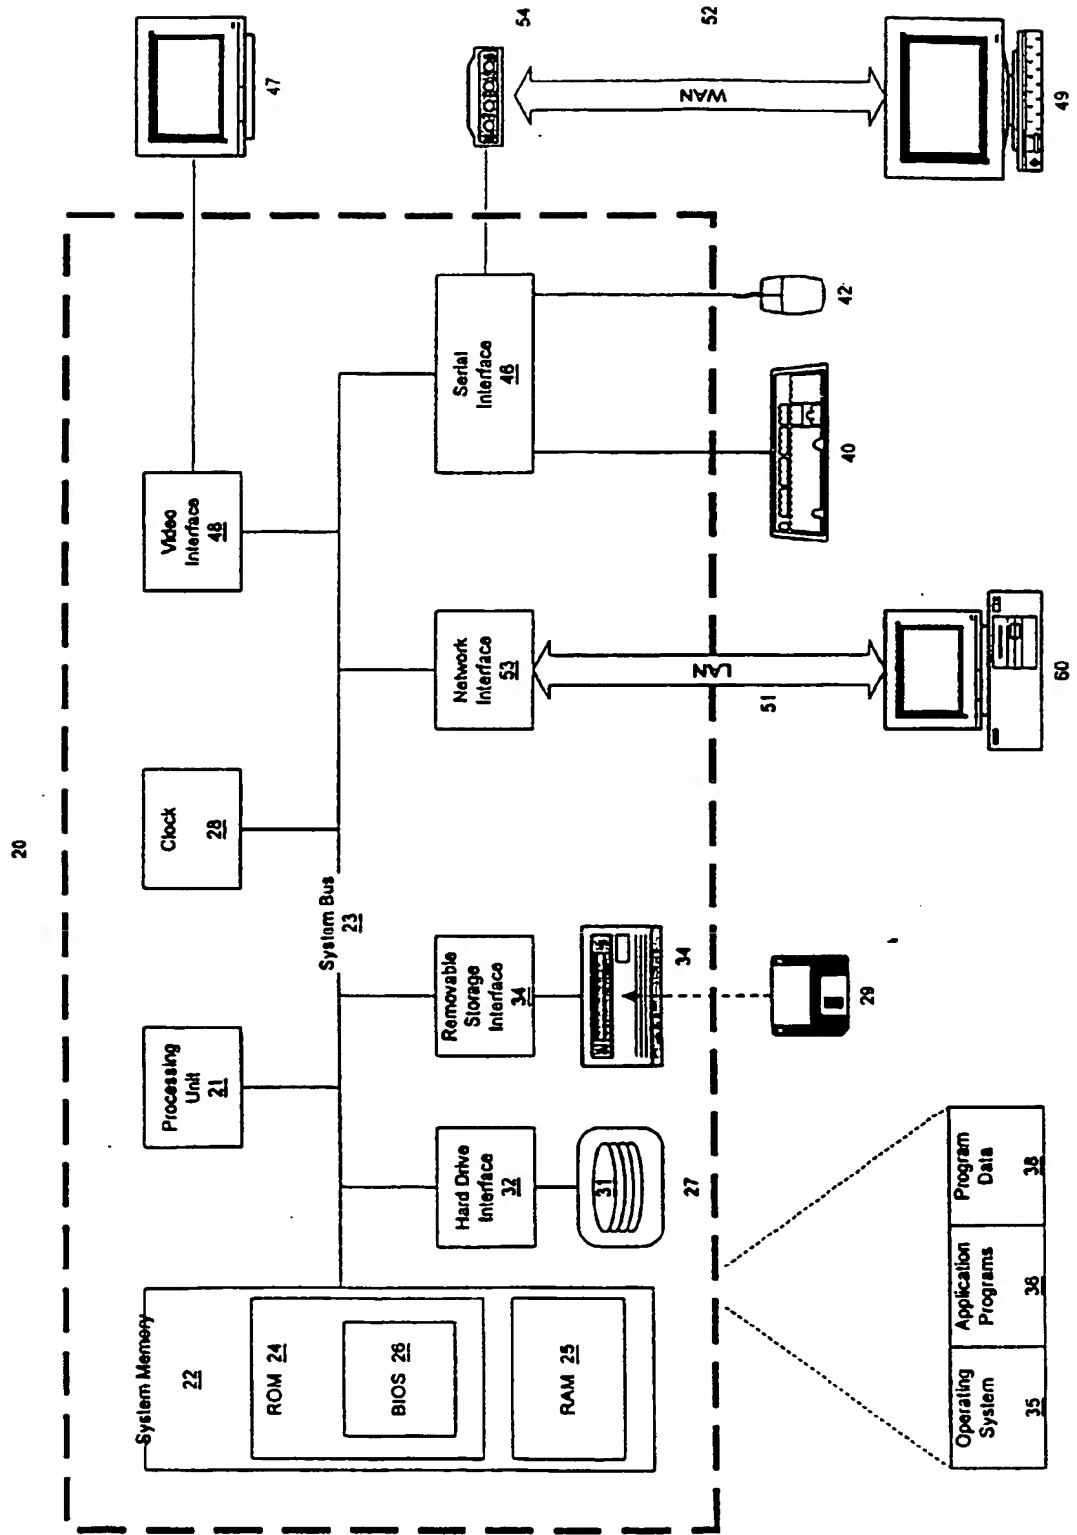 20
System Memory
22
ROM 24
BIOS 26
RAM 25
Processing
Unit
21
Clock
28
Video
Interface
48
47
System Bus
23
Hard Drive
Interface
32
31
27
Removable
Storage
Interface
34
34
Network
Interface
53
Serial
Interface
46
54
WAN
52
LAN
51
29
40
42
49
60
Operating
System
35
Application
Programs
36
Program
Data
38